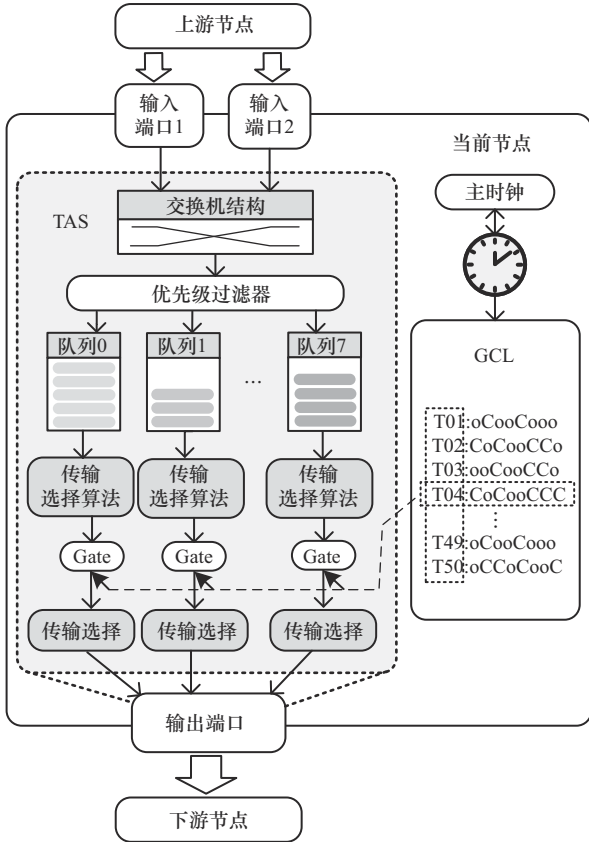 上游节点
输入
端口1
输入
端口2
当前节点
TAS
交换机结构
主时钟
优先级过滤器
队列0
队列1
...
队列7
GCL
T01:oCooCooo
T02:CoCooCCo
T03:ooCooCCo
T04:CoCooCCC
⋮
T49:oCooCooo
T50:oCCoCooC
传输
选择算法
传输
选择算法
传输
选择算法
Gate
Gate
Gate
传输选择
传输选择
传输选择
输出端口
下游节点